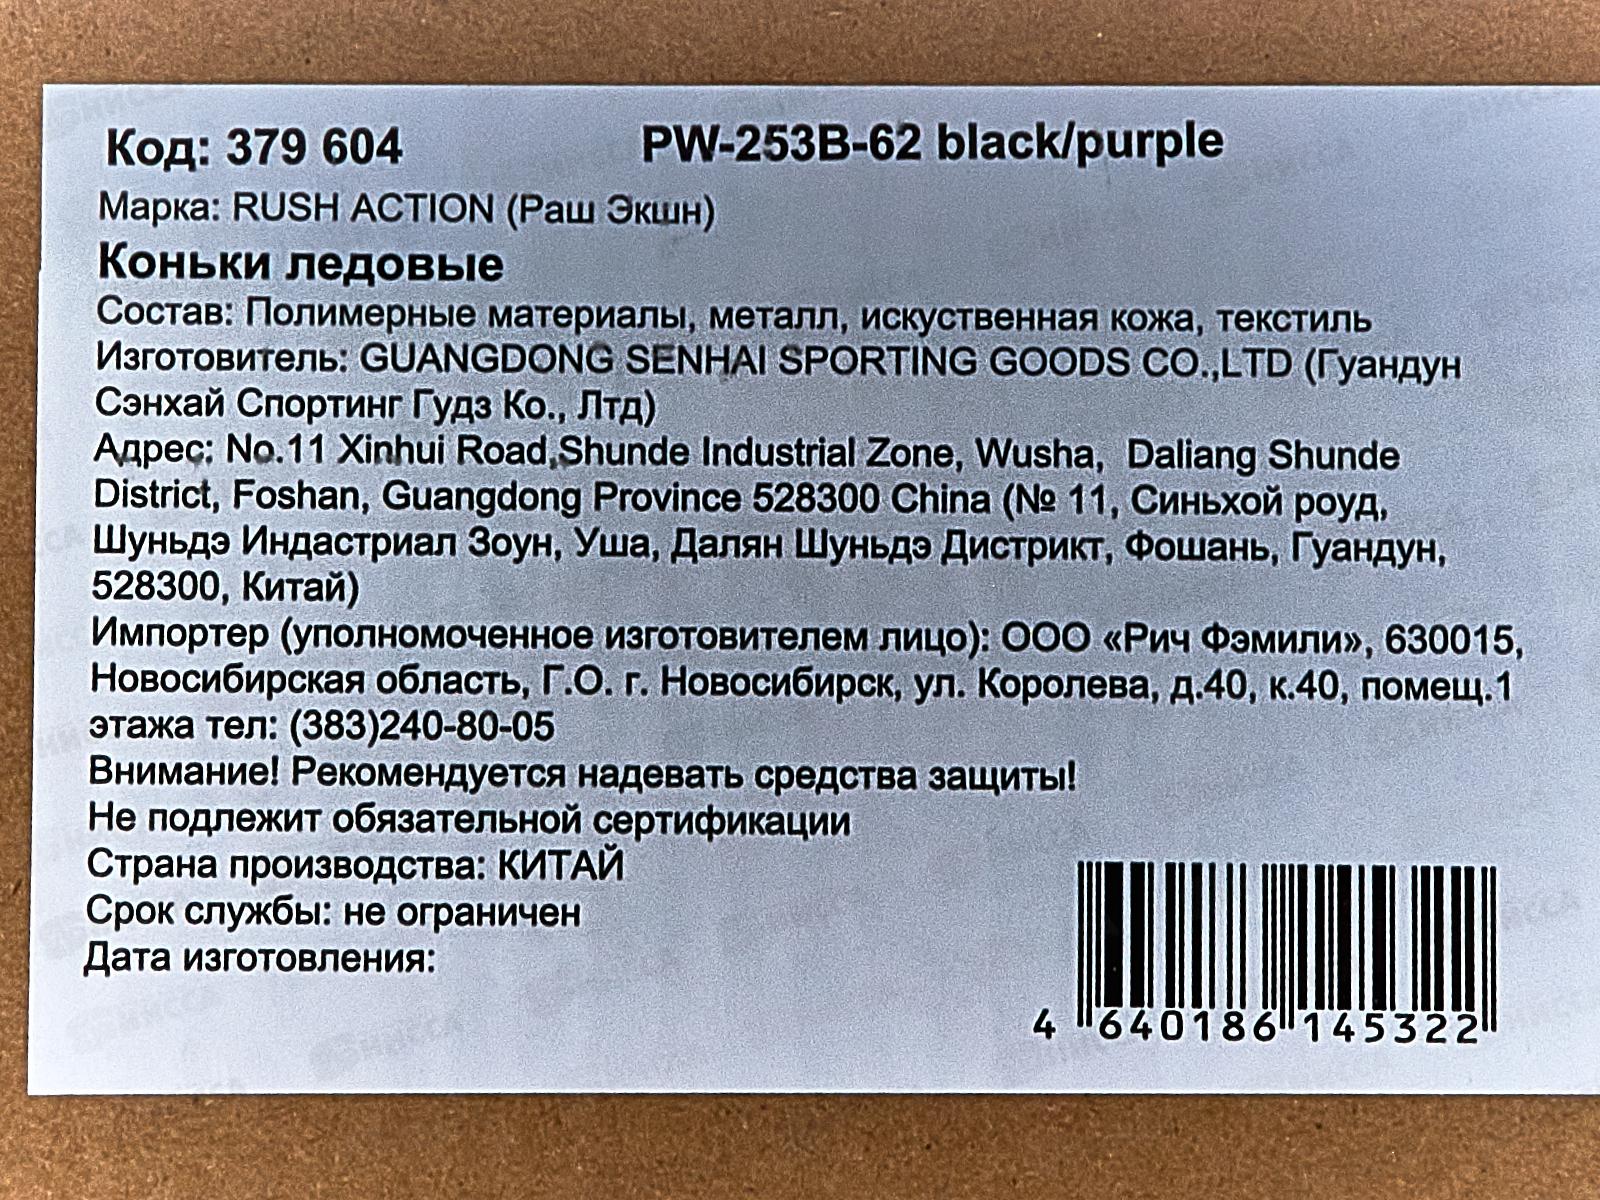 Код: 379 604 PW-253B-62 black/purple
Марка: RUSH ACTION (Раш Экшн)
Коньки ледовые
Состав: Полимерные материалы, металл, искуственная кожа, текстиль
Изготовитель: GUANGDONG SENHAI SPORTING GOODS CO.,LTD (Гуандун
Сэнхай Спортинг Гудз Ко., Лтд)
Адрес: No.11 Xinhui Road,Shunde Industrial Zone, Wusha, Daliang Shunde
District, Foshan, Guangdong Province 528300 China (№ 11, Синьхой роуд,
Шуньдэ Индастриал Зоун, Уша, Далян Шуньдэ Дистрикт, Фошань, Гуандун,
528300, Китай)
Импортер (уполномоченное изготовителем лицо): ООО «Рич Фэмили», 630015,
Новосибирская область, Г.О. г. Новосибирск, ул. Королева, д.40, к.40, помещ.1
этажа тел: (383)240-80-05
Внимание! Рекомендуется надевать средства защиты!
Не подлежит обязательной сертификации
Страна производства: КИТАЙ
Срок службы: не ограничен
Дата изготовления:
4 640186 145322